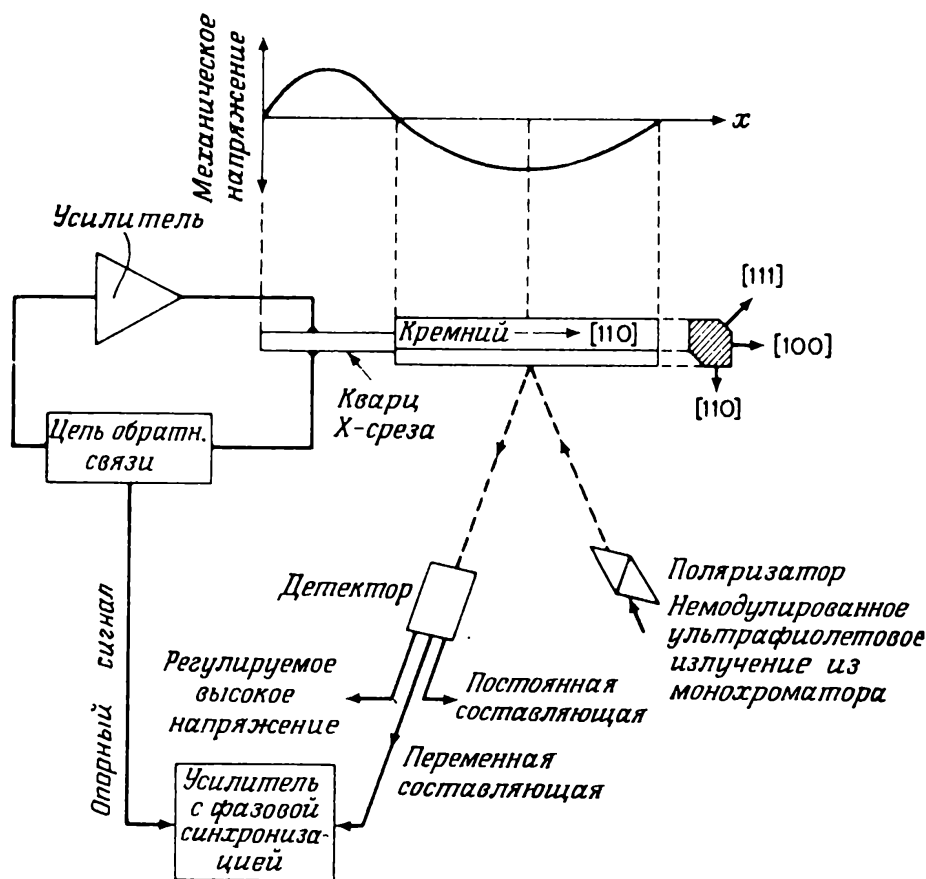 Механическое
напряжение
x
Усилитель
[111]
Кремний
[110]
[100]
[110]
Кварц
X-среза
Цепь обратн.
связи
Детектор
Поляризатор
Немодулированное
ультрафиолетовое
излучение из
монохроматора
Опорный сигнал
Регулируемое
высокое
напряжение
Постоянная
составляющая
Переменная
составляющая
Усилитель
с фазовой
синхрониза-
цией